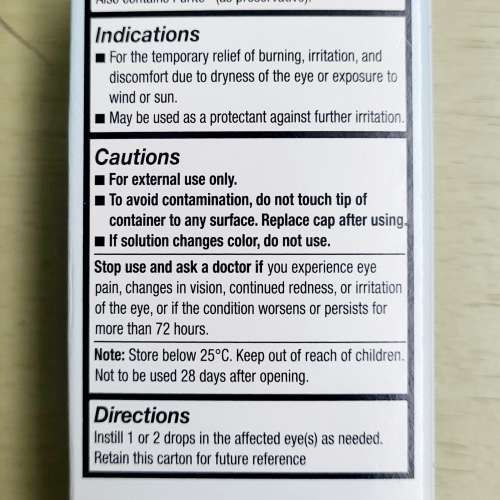 Also contains Purite® (as preservative).
Indications
■ For the temporary relief of burning, irritation, and
discomfort due to dryness of the eye or exposure to
wind or sun.
■ May be used as a protectant against further irritation.
Cautions
■ For external use only.
■ To avoid contamination, do not touch tip of
container to any surface. Replace cap after using.
■ If solution changes color, do not use.
Stop use and ask a doctor if you experience eye
pain, changes in vision, continued redness, or irritation
of the eye, or if the condition worsens or persists for
more than 72 hours.
Note: Store below 25°C. Keep out of reach of children.
Not to be used 28 days after opening.
Directions
Instill 1 or 2 drops in the affected eye(s) as needed.
Retain this carton for future reference